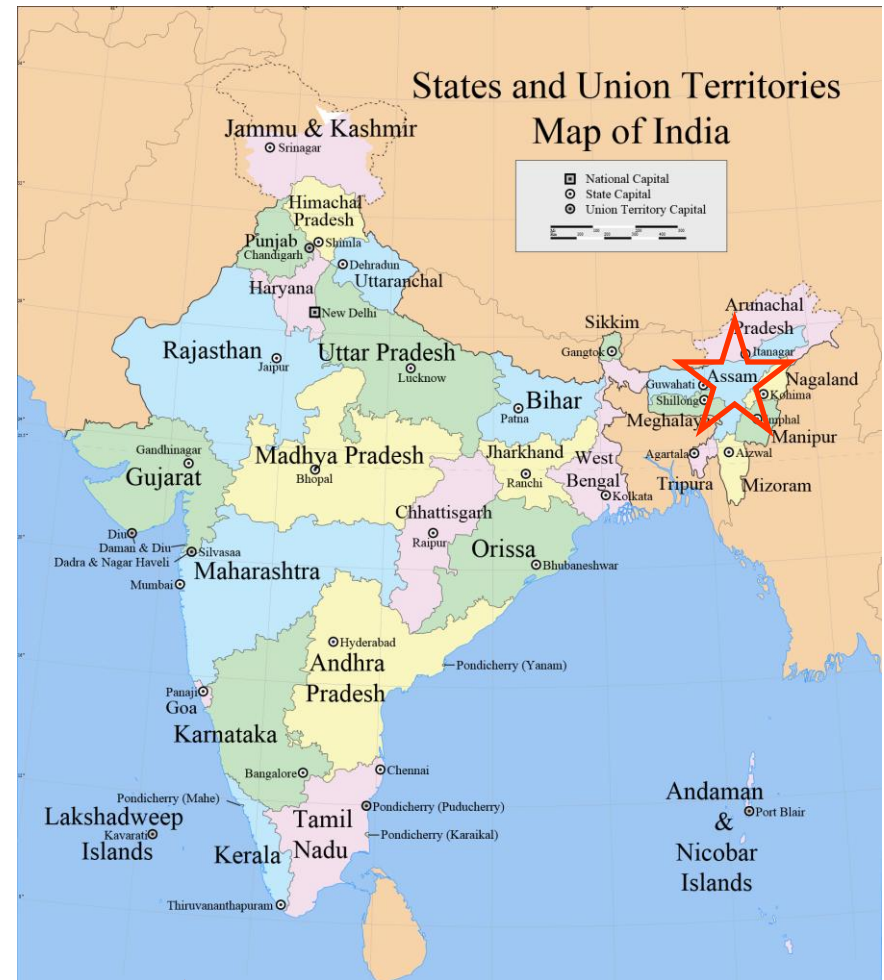 States and Union Territories
Map of India
National Capital
State Capital
Union Territory Capital
Jammu & Kashmir
Srinagar
Himachal
Pradesh
Shimla
Punjab
Chandigarh
Dehradun
Uttaranchal
Haryana
New Delhi
Rajasthan
Jaipur
Uttar Pradesh
Lucknow
Sikkim
Gangtok
Arunachal
Pradesh
Itanagar
Assam
Guwahati
Shillong
Meghalaya
Nagaland
Kohima
Manipur
Agartala
Tripura
Aizwal
Mizoram
Bihar
Patna
Gandhinagar
Gujarat
Madhya Pradesh
Bhopal
Jharkhand
Ranchi
West
Bengal
Kolkata
Chhattisgarh
Raipur
Orissa
Bhubaneshwar
Diu
Daman & Diu
Dadra & Nagar Haveli
Silvasaa
Maharashtra
Mumbai
Hyderabad
Andhra
Pradesh
Pondicherry (Yanam)
Panaji
Goa
Karnataka
Bangalore
Chennai
Pondicherry (Mahe)
Pondicherry (Puducherry)
Pondicherry (Karaikal)
Tamil
Nadu
Lakshadweep
Kavarati
Islands
Kerala
Thiruvananthapuram
Andaman
&
Nicobar
Islands
Port Blair